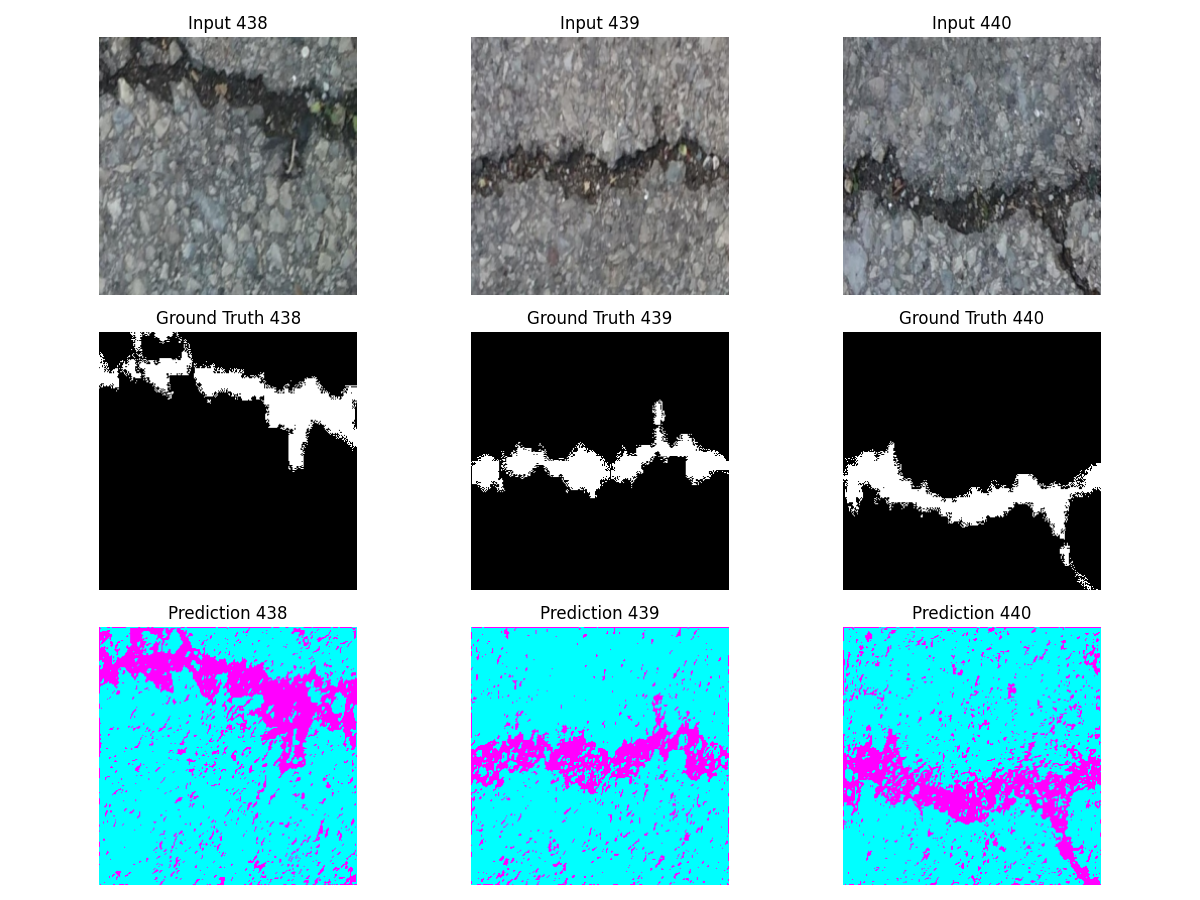 Input 438
Input 439
Input 440
Ground Truth 438
Ground Truth 439
Ground Truth 440
Prediction 438
Prediction 439
Prediction 440